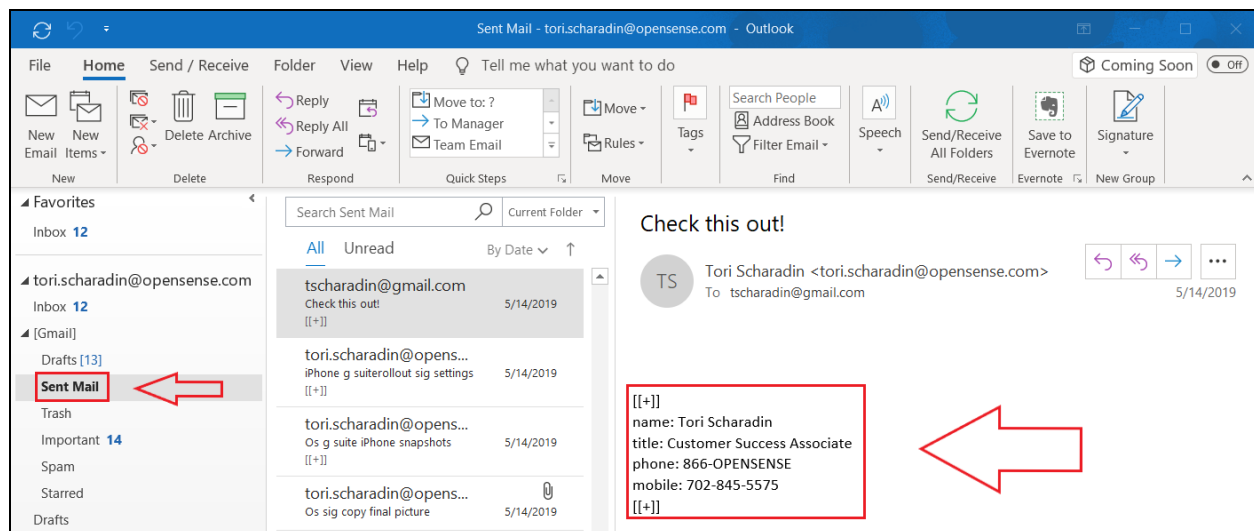 Sent Mail - tori.scharadin@opensense.com - Outlook
File Home Send / Receive Folder View Help Tell me what you want to do Coming Soon Off
New Email
New Items
Delete Archive
Delete
Reply
Reply All
Forward
Respond
Move to: ?
To Manager
Team Email
Quick Steps
Move
Rules
Move
Tags
Search People
Address Book
Filter Email
Find
A
Speech
Send/Receive
All Folders
Send/Receive
Save to
Evernote
Evernote
Signature
New Group
Favorites
Inbox 12
tori.scharadin@opensense.com
Inbox 12
[Gmail]
Drafts [13]
Sent Mail
Trash
Important 14
Spam
Starred
Drafts
Search Sent Mail Current Folder
All Unread By Date
tscharadin@gmail.com
Check this out! 5/14/2019
[[+]]
tori.scharadin@opens...
iPhone g suiterollout sig settings 5/14/2019
[[+]]
tori.scharadin@opens...
Os g suite iPhone snapshots 5/14/2019
[[+]]
tori.scharadin@opens...
Os sig copy final picture 5/14/2019
Check this out!
TS
Tori Scharadin <tori.scharadin@opensense.com>
To tscharadin@gmail.com 5/14/2019
[[+]]
name: Tori Scharadin
title: Customer Success Associate
phone: 866-OPENSENSE
mobile: 702-845-5575
[[+]]